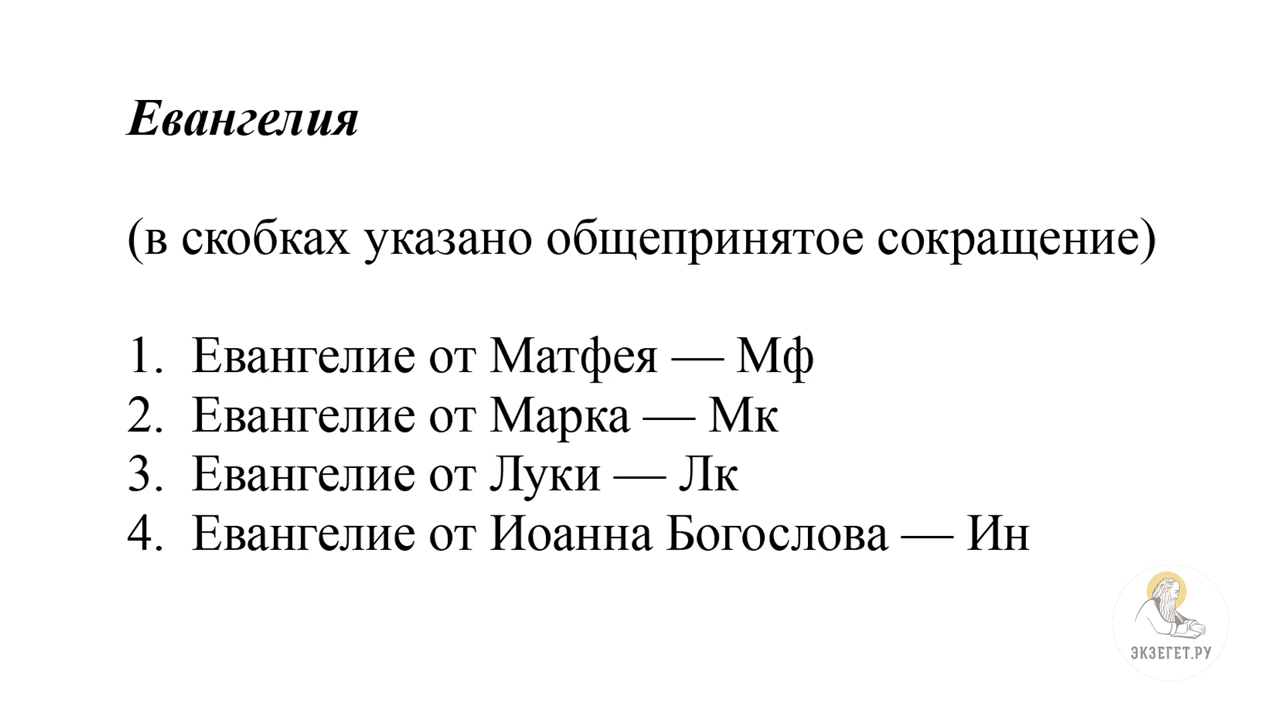 Евангелия
(в скобках указано общепринятое сокращение)
1. Евангелие от Матфея — Мф
2. Евангелие от Марка — Мк
3. Евангелие от Луки — Лк
4. Евангелие от Иоанна Богослова — Ин
ЭКЗЕГЕТ.РУ